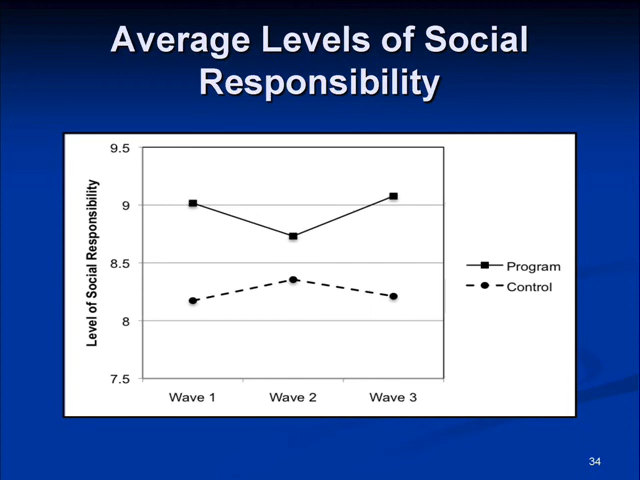 Average Levels of Social
Responsibility
9.5
9
8.5
8
7.5
Level of Social Responsibility
Wave 1
Wave 2
Wave 3
Program
Control
34